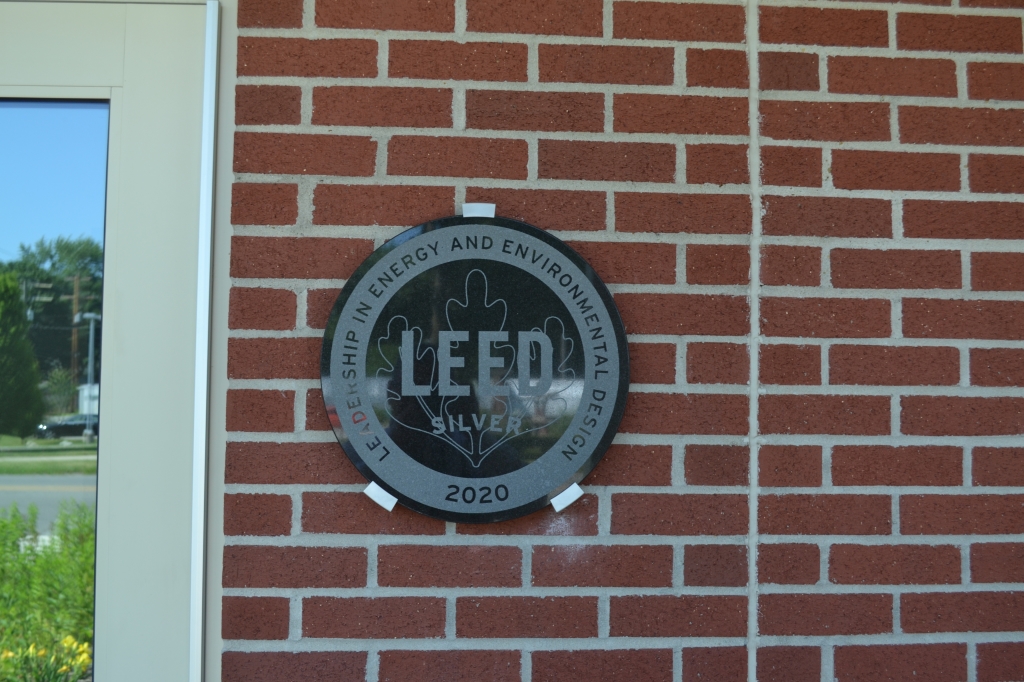 LEADERSHIP IN ENERGY AND ENVIRONMENTAL DESIGN
LEED
SILVER
2020